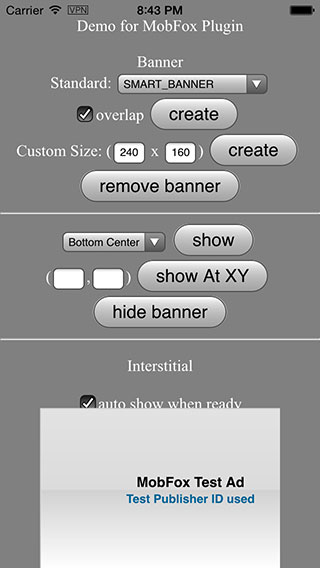 Carrier VPN 8:43 PM
Demo for MobFox Plugin
Banner
Standard: SMART_BANNER
overlap create
Custom Size: ( 240 x 160 ) create
remove banner
Bottom Center show
( , ) show At XY
hide banner
Interstitial
auto show when ready
MobFox Test Ad
Test Publisher ID used